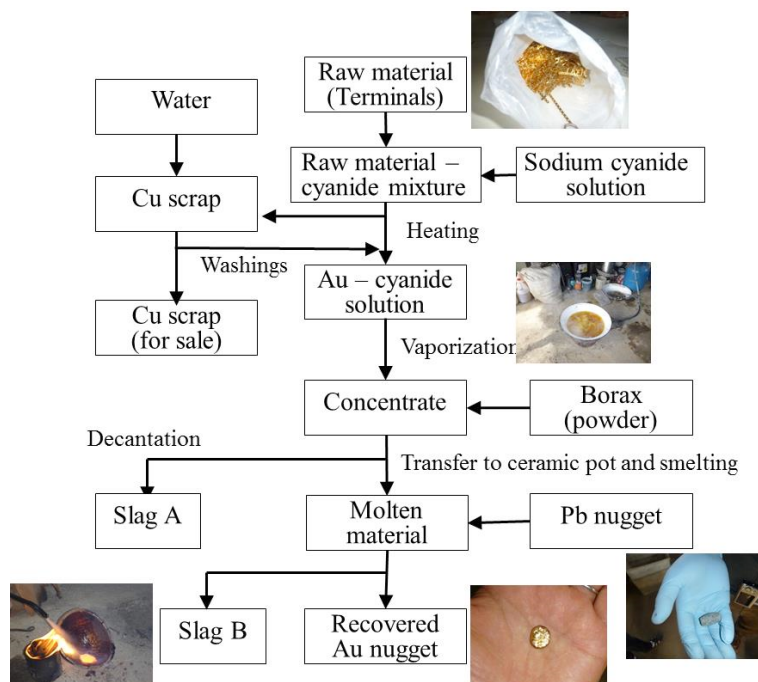 Raw material
(Terminals)
Water
Raw material –
cyanide mixture
Sodium cyanide
solution
Cu scrap
Heating
Washings
Au – cyanide
solution
Cu scrap
(for sale)
Vaporization
Concentrate
Borax
(powder)
Decantation
Transfer to ceramic pot and smelting
Slag A
Molten
material
Pb nugget
Slag B
Recovered
Au nugget